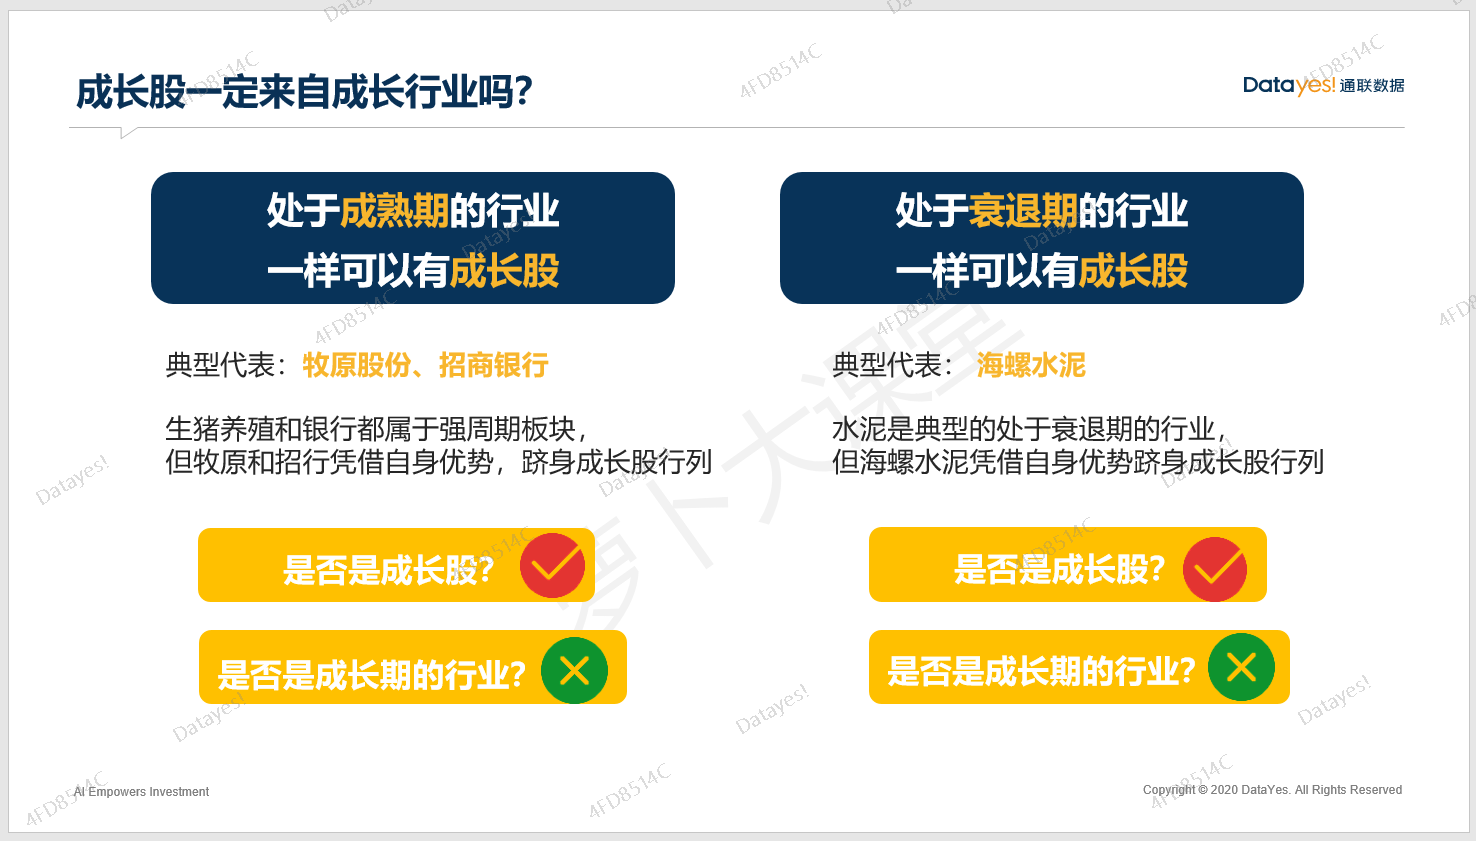 成长股一定来自成长行业吗？
Datayes!通联数据
处于成熟期的行业
一样可以有成长股
处于衰退期的行业
一样可以有成长股
典型代表：牧原股份、招商银行
典型代表： 海螺水泥
生猪养殖和银行都属于强周期板块，
但牧原和招行凭借自身优势，跻身成长股行列
水泥是典型的处于衰退期的行业，
但海螺水泥凭借自身优势跻身成长股行列
是否是成长股？
是否是成长股？
是否是成长期的行业？
是否是成长期的行业？
萝卜大课堂
AI Empowers Investment
Copyright © 2020 DataYes. All Rights Reserved
Datayes!
4FD8514C